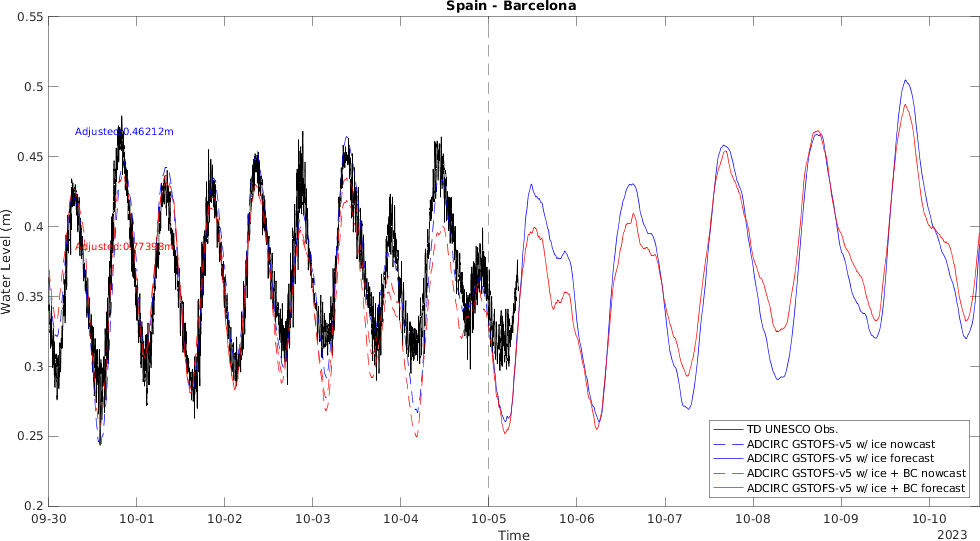 Spain - Barcelona
0.55
0.5
0.45
0.4
0.35
0.3
0.25
0.2
Water Level (m)
Adjusted:0.46212m
Adjusted:0.77398m
TD UNESCO Obs.
ADCIRC GSTOFS-v5 w/ ice nowcast
ADCIRC GSTOFS-v5 w/ ice forecast
ADCIRC GSTOFS-v5 w/ ice + BC nowcast
ADCIRC GSTOFS-v5 w/ ice + BC forecast
09-30 10-01 10-02 10-03 10-04 10-05 10-06 10-07 10-08 10-09 10-10
Time
2023